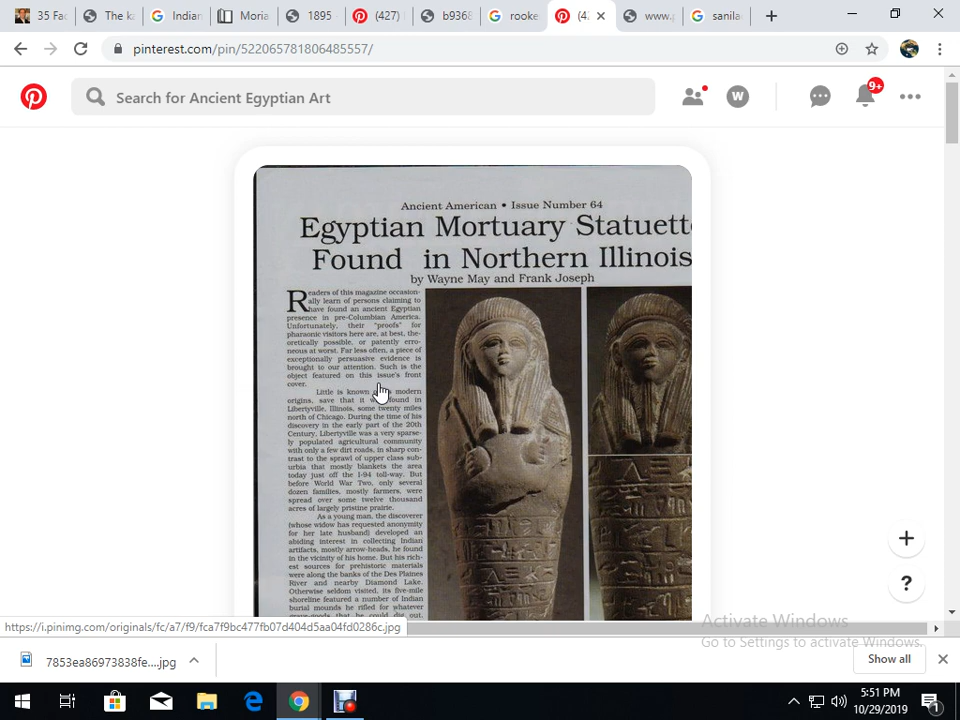 35 Fac
The ka
Indian
Moria
1895
(427)
b9368
rooke
(42
www.p
sanila
pinterest.com/pin/522065781806485557/
Search for Ancient Egyptian Art
W
9+
Ancient American • Issue Number 64
Egyptian Mortuary Statuett
Found in Northern Illinois
by Wayne May and Frank Joseph
Readers of this magazine occasion-
ally learn of persons claiming to
have found an ancient Egyptian
presence in pre-Columbian America.
Unfortunately, their "proofs" for
pharaonic visitors here are, at best, the-
oretically possible, or patently erro-
neous at worst. Far less often, a piece of
exceptionally persuasive evidence is
brought to our attention. Such is the
object featured on this issue's front
cover.
Little is known modern
origins, save that it found in
Libertyville, Illinois, some twenty miles
north of Chicago. During the time of his
discovery in the early part of the 20th
Century, Libertyville was a very sparse-
ly populated agricultural community
with only a few dirt roads, in sharp con-
trast to the sprawl of upper class sub-
urbia that mostly blankets the area
today just off the I-94 toll-way. But
before World War Two, only several
dozen families, mostly farmers, were
spread over some twelve thousand
acres of largely pristine prairie.
As a young man, the discoverer
(whose widow has requested anonymity
for her late husband) developed an
abiding interest in collecting Indian
artifacts, mostly arrow-heads, he found
in the vicinity of his home. But his rich-
est sources for prehistoric materials
were along the banks of the Des Plaines
River and nearby Diamond Lake.
Otherwise seldom visited, its five-mile
shoreline featured a number of Indian
burial mounds he rifled for whatever
grave-goods that he could dig out.
+
?
Activate Windows
Go to Settings to activate Windows.
https://i.pinimg.com/originals/fc/a7/f9/fca7f9bc477fb07d404d5aa04fd0286c.jpg
7853ea86973838fe....jpg
Show all
5:51 PM
10/29/2019
1